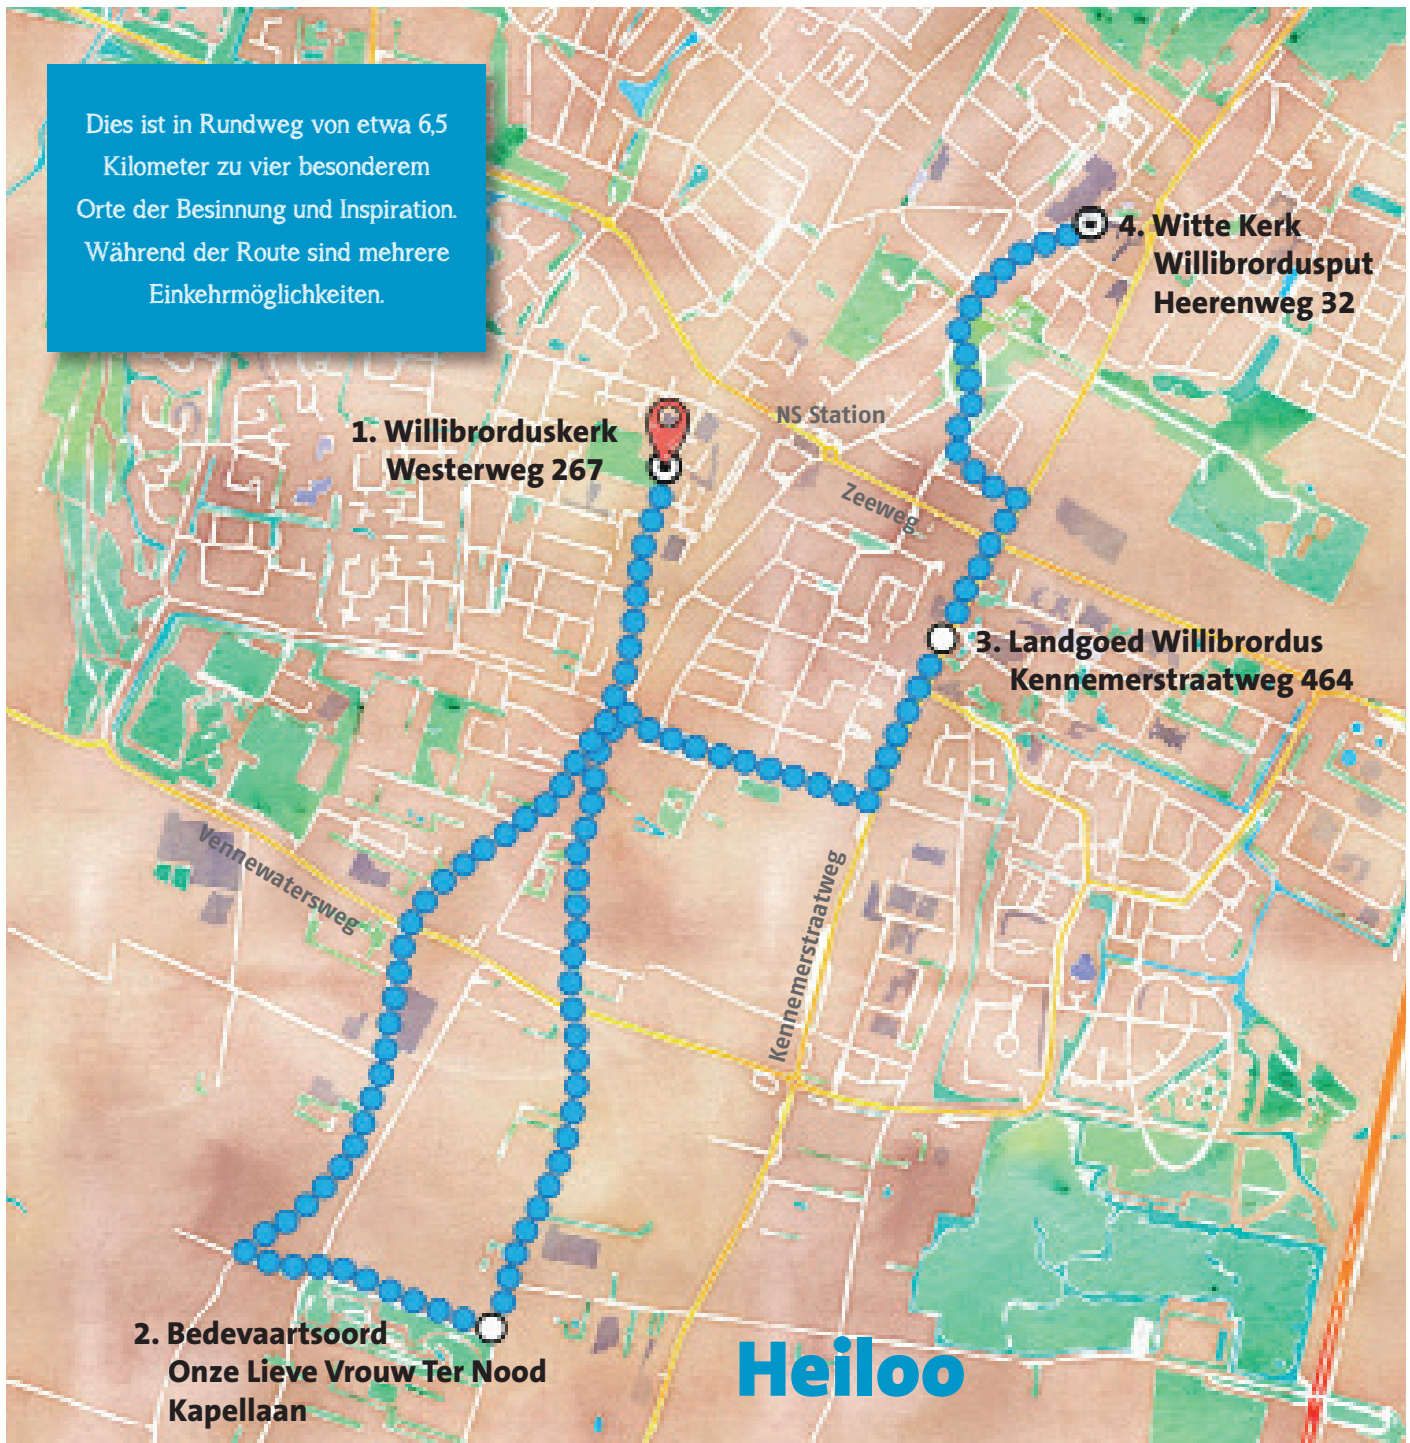 Dies ist in Rundweg von etwa 6,5
Kilometer zu vier besonderem
Orte der Besinnung und Inspiration.
Während der Route sind mehrere
Einkehrmöglichkeiten.
4. Witte Kerk
Willibrordusput
Heerenweg 32
1. Willibrorduskerk
Westerweg 267
NS Station
Zeeweg
3. Landgoed Willibrordus
Kennemerstraatweg 464
Vennewatersweg
Kennemerstraatweg
2. Bedevaartsoord
Onze Lieve Vrouw Ter Nood
Kapellaan
Heiloo